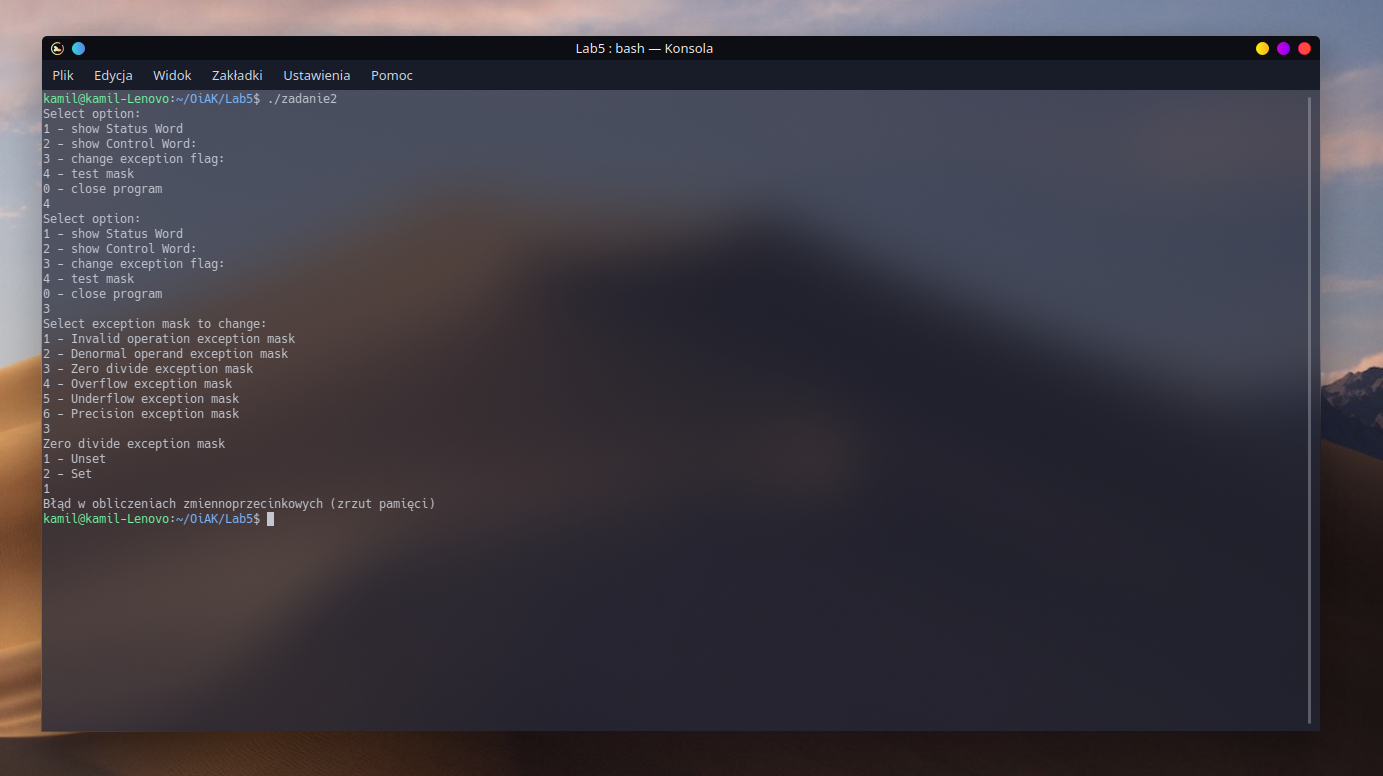 Lab5 : bash — Konsola
Plik Edycja Widok Zakładki Ustawienia Pomoc
kamil@kamil-Lenovo:~/OiAK/Lab5$ ./zadanie2
Select option:
1 - show Status Word
2 - show Control Word:
3 - change exception flag:
4 - test mask
0 - close program
4
Select option:
1 - show Status Word
2 - show Control Word:
3 - change exception flag:
4 - test mask
0 - close program
3
Select exception mask to change:
1 - Invalid operation exception mask
2 - Denormal operand exception mask
3 - Zero divide exception mask
4 - Overflow exception mask
5 - Underflow exception mask
6 - Precision exception mask
3
Zero divide exception mask
1 - Unset
2 - Set
1
Błąd w obliczeniach zmiennoprzecinkowych (zrzut pamięci)
kamil@kamil-Lenovo:~/OiAK/Lab5$